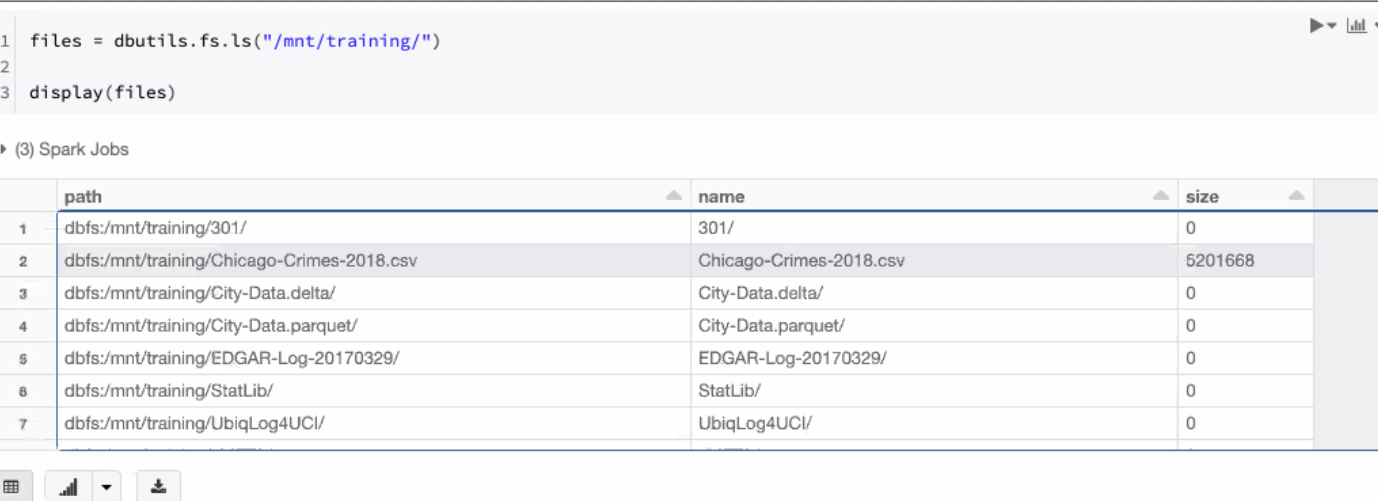 1 files = dbutils.fs.ls("/mnt/training/")
2
3 display(files)
(3) Spark Jobs
path name size
1 dbfs:/mnt/training/301/ 301/ 0
2 dbfs:/mnt/training/Chicago-Crimes-2018.csv Chicago-Crimes-2018.csv 5201668
3 dbfs:/mnt/training/City-Data.delta/ City-Data.delta/ 0
4 dbfs:/mnt/training/City-Data.parquet/ City-Data.parquet/ 0
5 dbfs:/mnt/training/EDGAR-Log-20170329/ EDGAR-Log-20170329/ 0
6 dbfs:/mnt/training/StatLib/ StatLib/ 0
7 dbfs:/mnt/training/UbiqLog4UCI/ UbiqLog4UCI/ 0